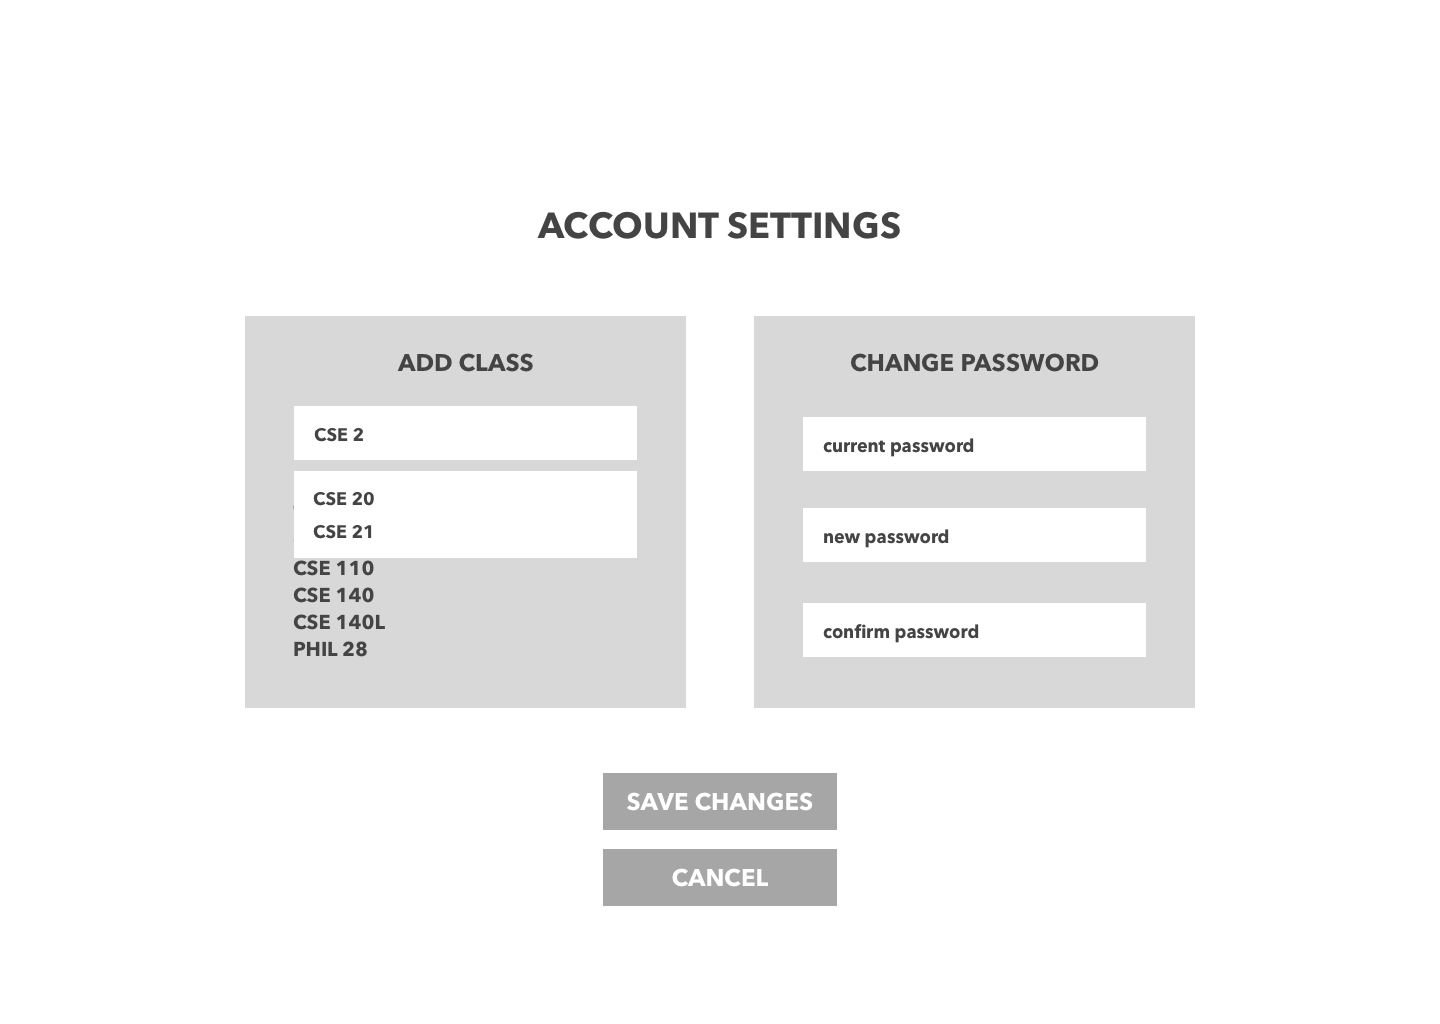 ACCOUNT SETTINGS
ADD CLASS
CSE 2
CSE 20
CSE 21
CSE 110
CSE 140
CSE 140L
PHIL 28
CHANGE PASSWORD
current password
new password
confirm password
SAVE CHANGES
CANCEL